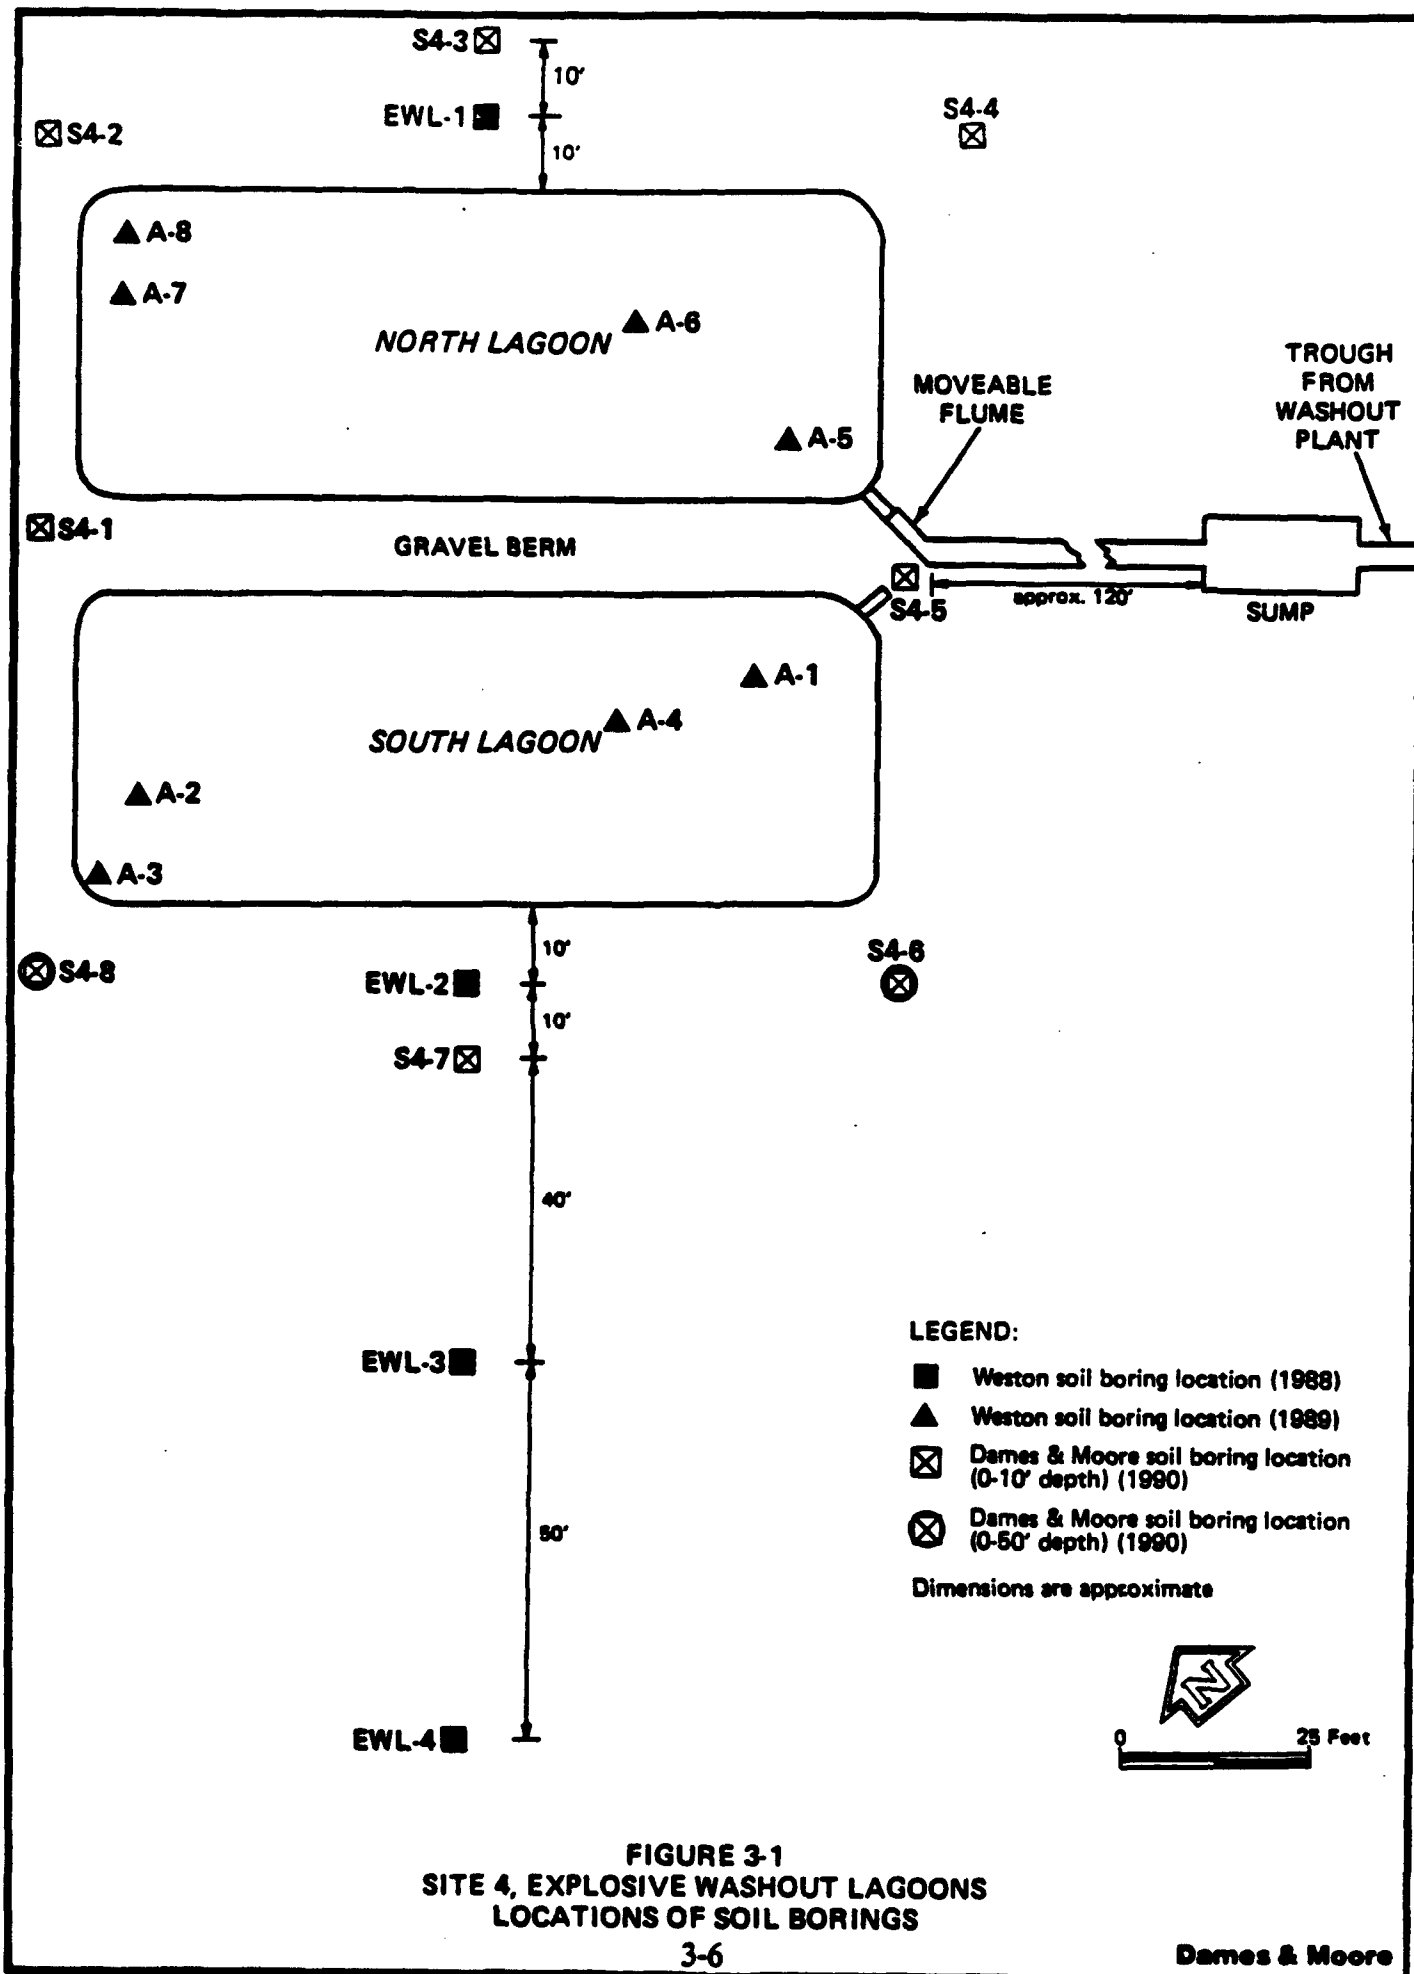 S4-3
10'
EWL-1
S4-4
S4-2
10'
A-8
A-7
A-6
NORTH LAGOON
TROUGH
FROM
WASHOUT
PLANT
MOVEABLE
FLUME
A-5
S4-1
GRAVEL BERM
S4-5
approx. 120'
SUMP
A-1
A-4
SOUTH LAGOON
A-2
A-3
10'
S4-6
S4-8
EWL-2
10'
S4-7
40'
LEGEND:
EWL-3
Weston soil boring location (1988)
Weston soil boring location (1989)
Dames & Moore soil boring location
(0-10' depth) (1990)
Dames & Moore soil boring location
(0-50' depth) (1990)
50'
Dimensions are approximate
N
EWL-4
0 25 Feet
FIGURE 3-1
SITE 4, EXPLOSIVE WASHOUT LAGOONS
LOCATIONS OF SOIL BORINGS
3-6
Dames & Moore